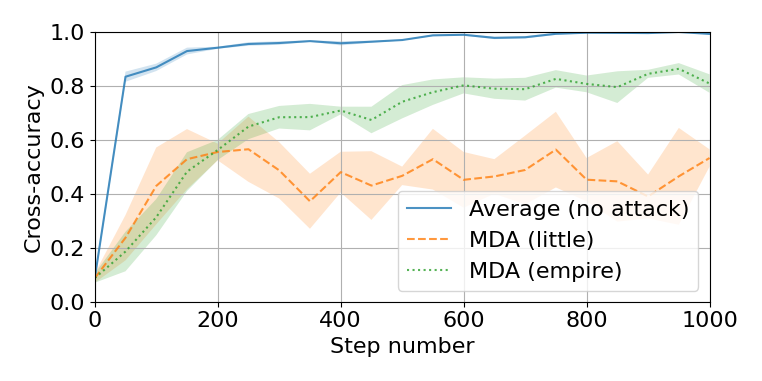 Cross-accuracy
1.0
0.8
0.6
0.4
0.2
0.0
Average (no attack)
MDA (little)
MDA (empire)
0 200 400 600 800 1000
Step number